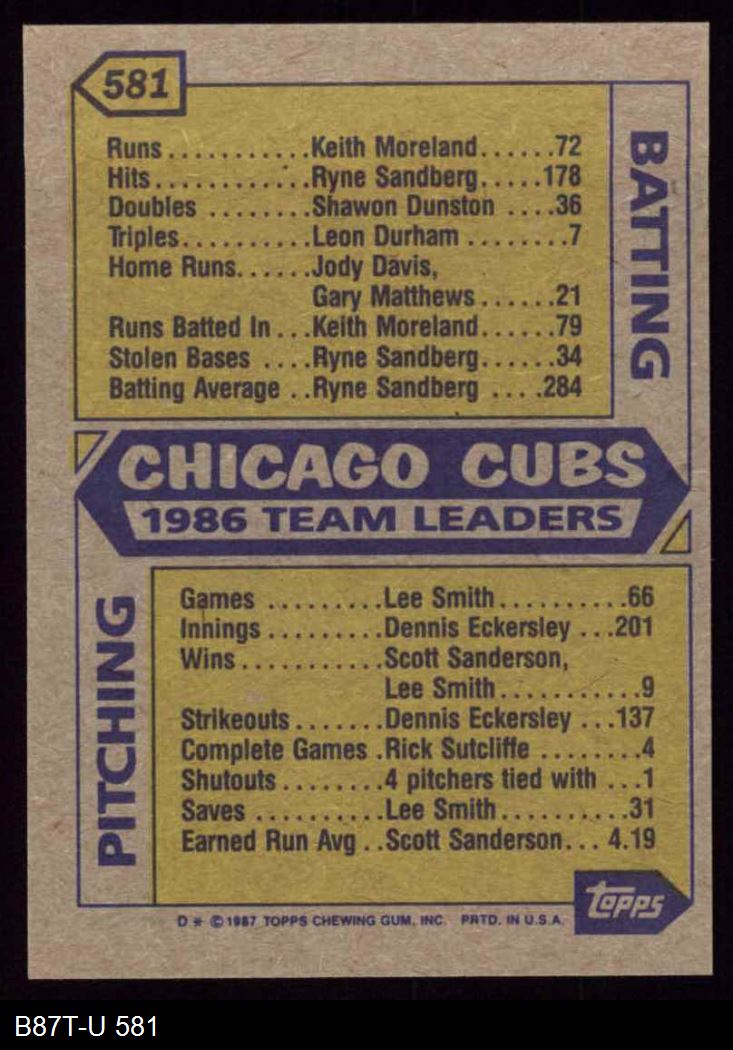 581
BATTING
Runs...........Keith Moreland......72
Hits............Ryne Sandberg.....178
Doubles ........Shawon Dunston ....36
Triples..........Leon Durham ........7
Home Runs......Jody Davis,
Gary Matthews......21
Runs Batted In...Keith Moreland......79
Stolen Bases ....Ryne Sandberg......34
Batting Average ..Ryne Sandberg ....284
CHICAGO CUBS
1986 TEAM LEADERS
PITCHING
Games .........Lee Smith..........66
Innings.........Dennis Eckersley ...201
Wins...........Scott Sanderson,
Lee Smith..........9
Strikeouts.......Dennis Eckersley ...137
Complete Games .Rick Sutcliffe ........4
Shutouts........4 pitchers tied with ...1
Saves ..........Lee Smith..........31
Earned Run Avg ..Scott Sanderson... 4.19
topps
D * © 1987 TOPPS CHEWING GUM, INC. PRTD. IN U.S.A.
B87T-U 581